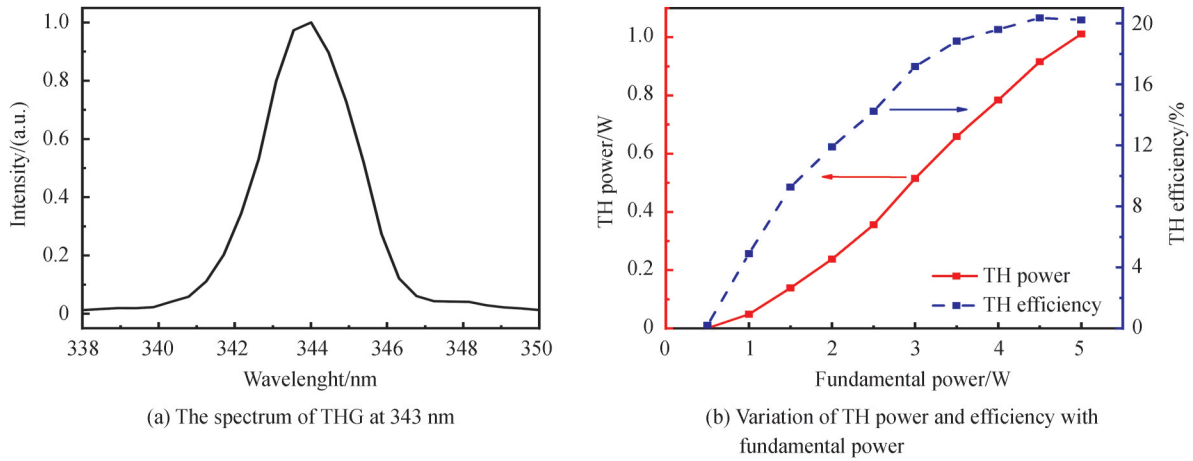 1.0
0.8
0.6
0.4
0.2
0
Intensity/(a.u.)
338 340 342 344 346 348 350
Wavelenght/nm
(a) The spectrum of THG at 343 nm
1.0
0.8
0.6
0.4
0.2
0
TH power/W
20
16
12
8
4
0
TH efficiency/%
TH power
TH efficiency
0 1 2 3 4 5
Fundamental power/W
(b) Variation of TH power and efficiency with
fundamental power